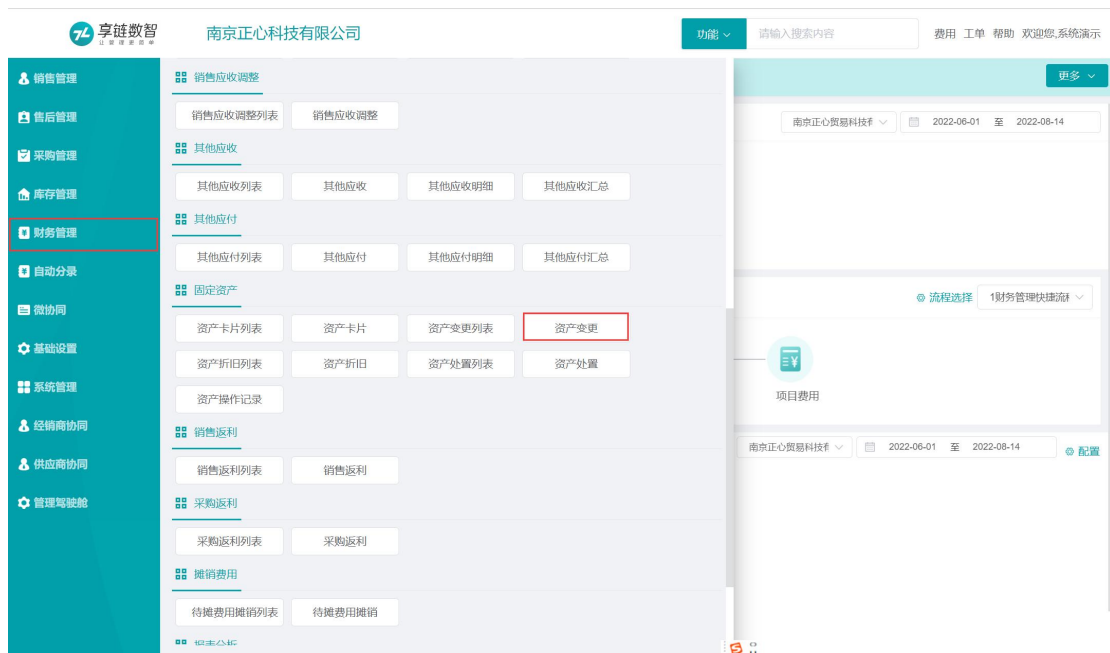 享链数智
让管理更简单
南京正心科技有限公司
功能
请输入搜索内容
费用 工单 帮助 欢迎您,系统演示
销售管理
售后管理
采购管理
库存管理
财务管理
自动分录
微协同
基础设置
系统管理
经销商协同
供应商协同
管理驾驶舱
销售应收调整
销售应收调整列表 销售应收调整
其他应收
其他应收列表 其他应收 其他应收明细 其他应收汇总
其他应付
其他应付列表 其他应付 其他应付明细 其他应付汇总
固定资产
资产卡片列表 资产卡片 资产变更列表 资产变更
资产折旧列表 资产折旧 资产处置列表 资产处置
资产操作记录
销售返利
销售返利列表 销售返利
采购返利
采购返利列表 采购返利
摊销费用
待摊费用摊销列表 待摊费用摊销
报表分析
更多
南京正心贸易科技有 2022-06-01 至 2022-08-14
流程选择 1财务管理快捷流程
项目费用
南京正心贸易科技有 2022-06-01 至 2022-08-14 配置